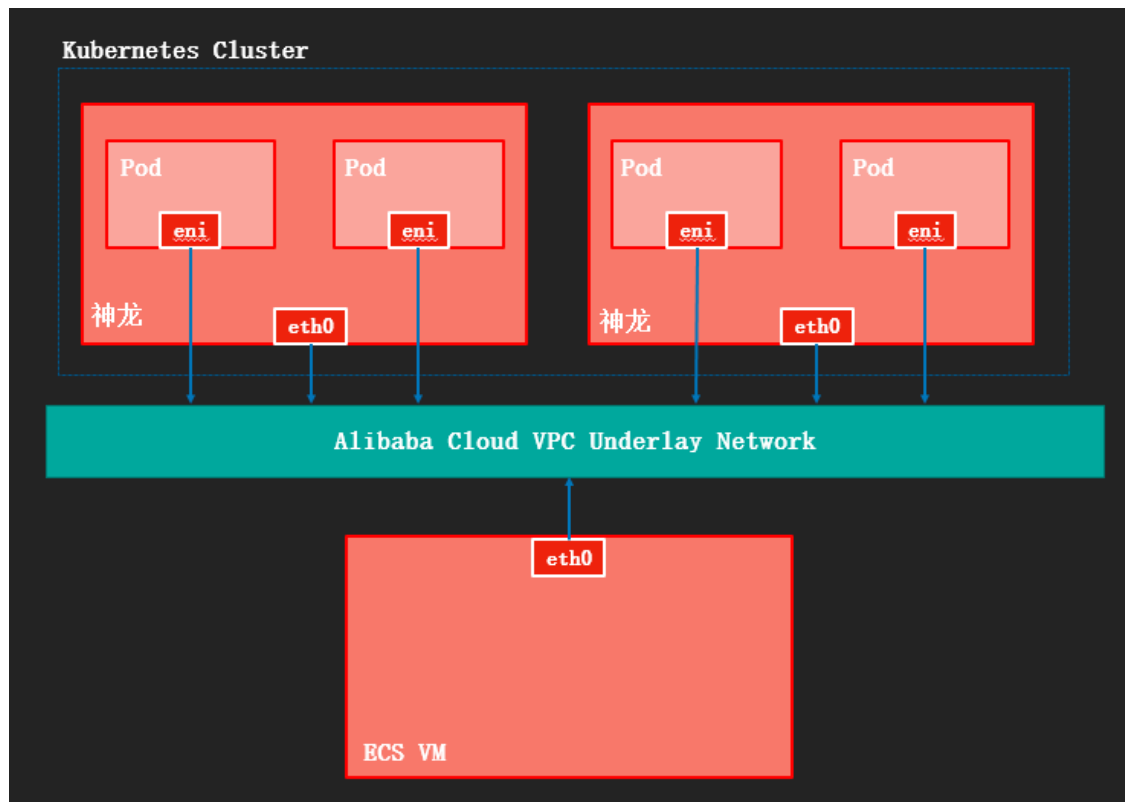 Kubernetes Cluster
Pod
Pod
Pod
Pod
eni
eni
eni
eni
神龙
eth0
神龙
eth0
Alibaba Cloud VPC Underlay Network
eth0
ECS VM